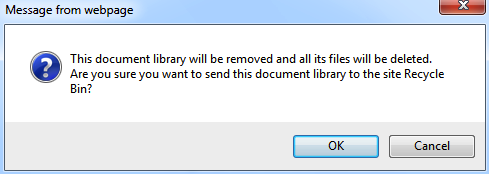 Message from webpage
This document library will be removed and all its files will be deleted.
Are you sure you want to send this document library to the site Recycle
Bin?
OK
Cancel